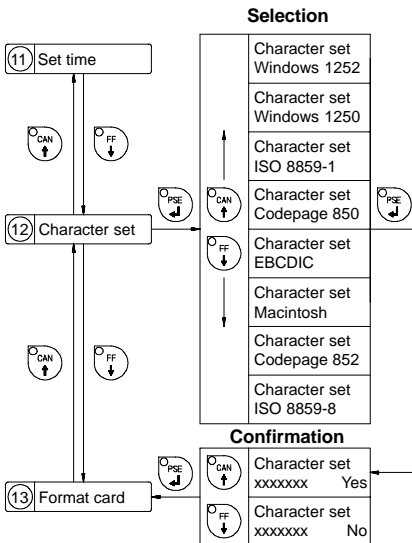 Selection
11 Set time
CAN
FF
12 Character set
PSE
CAN
FF
Character set
Windows 1252
Character set
Windows 1250
Character set
ISO 8859-1
Character set
Codepage 850
Character set
EBCDIC
Character set
Macintosh
Character set
Codepage 852
Character set
ISO 8859-8
PSE
CAN
FF
Confirmation
13 Format card
PSE
CAN
Character set
xxxxxxx Yes
FF
Character set
xxxxxxx No